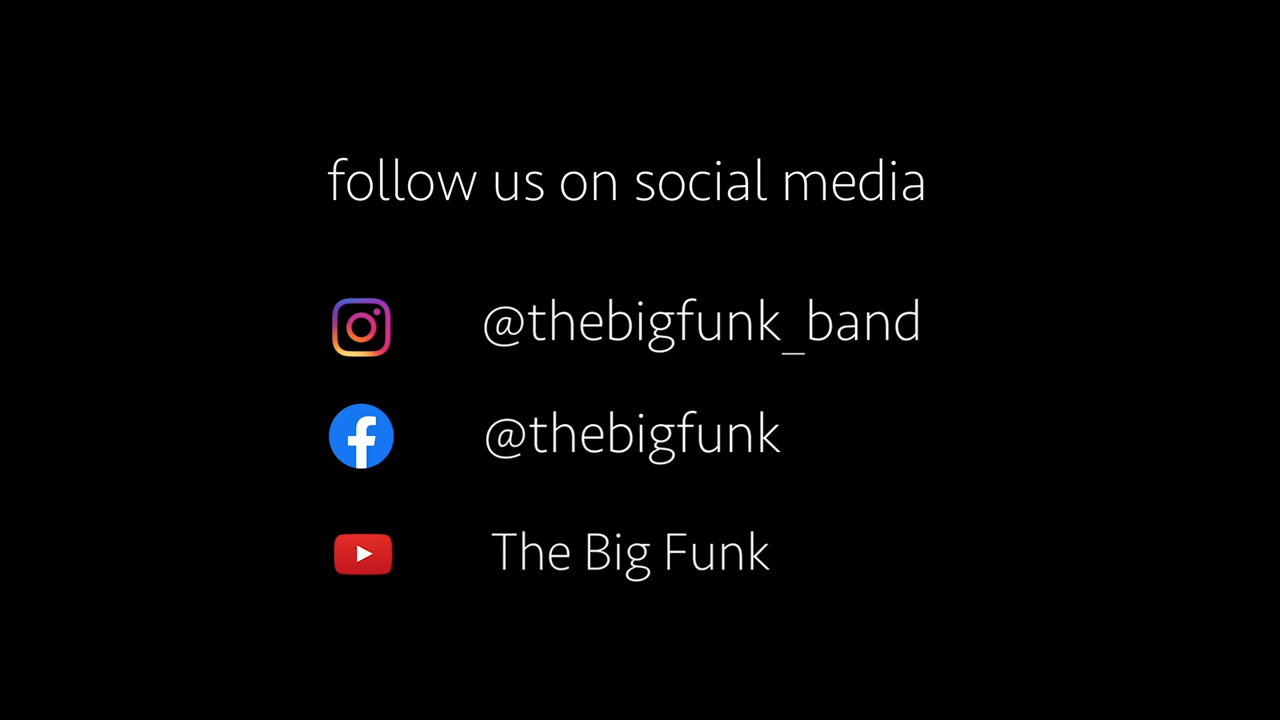 follow us on social media
@thebigfunk_band
@thebigfunk
The Big Funk